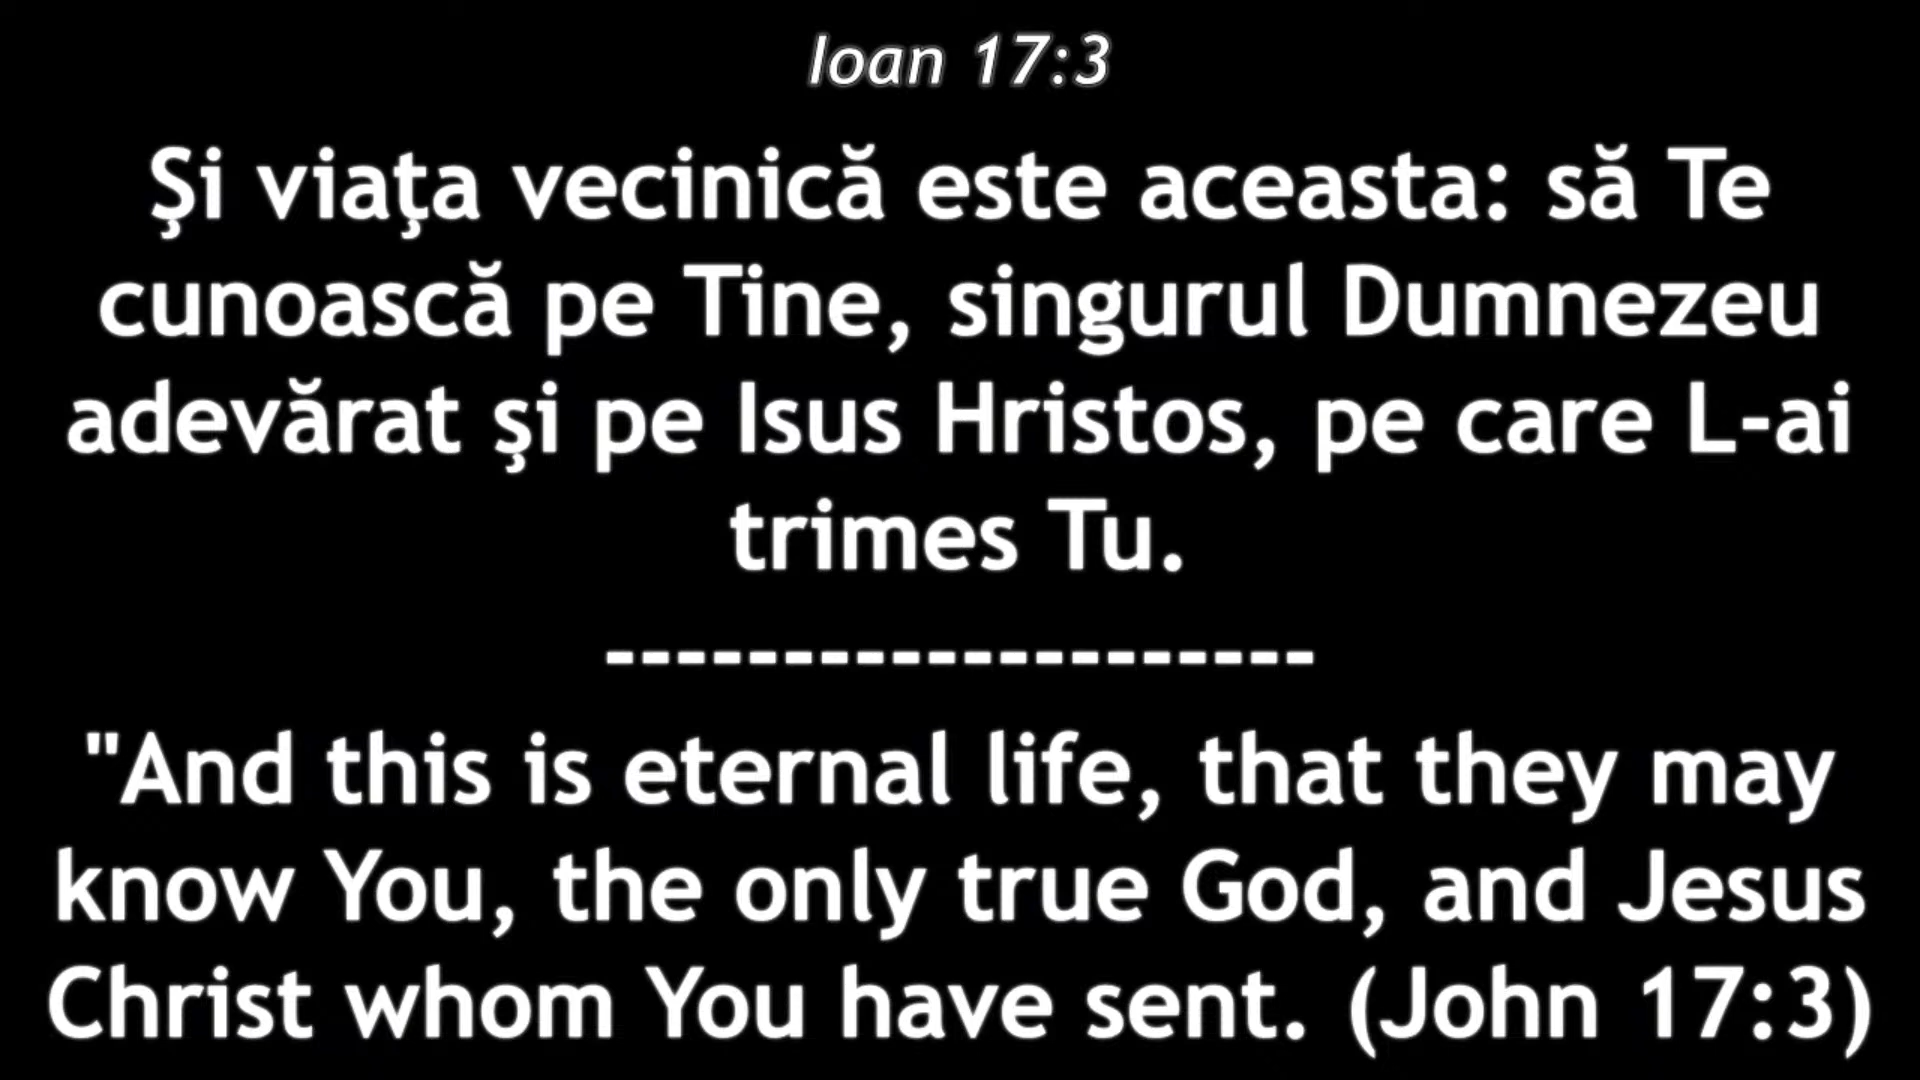 Ioan 17:3
Şi viaţa vecinică este aceasta: să Te
cunoască pe Tine, singurul Dumnezeu
adevărat şi pe Isus Hristos, pe care L-ai
trimes Tu.
--------------------
"And this is eternal life, that they may
know You, the only true God, and Jesus
Christ whom You have sent. (John 17:3)